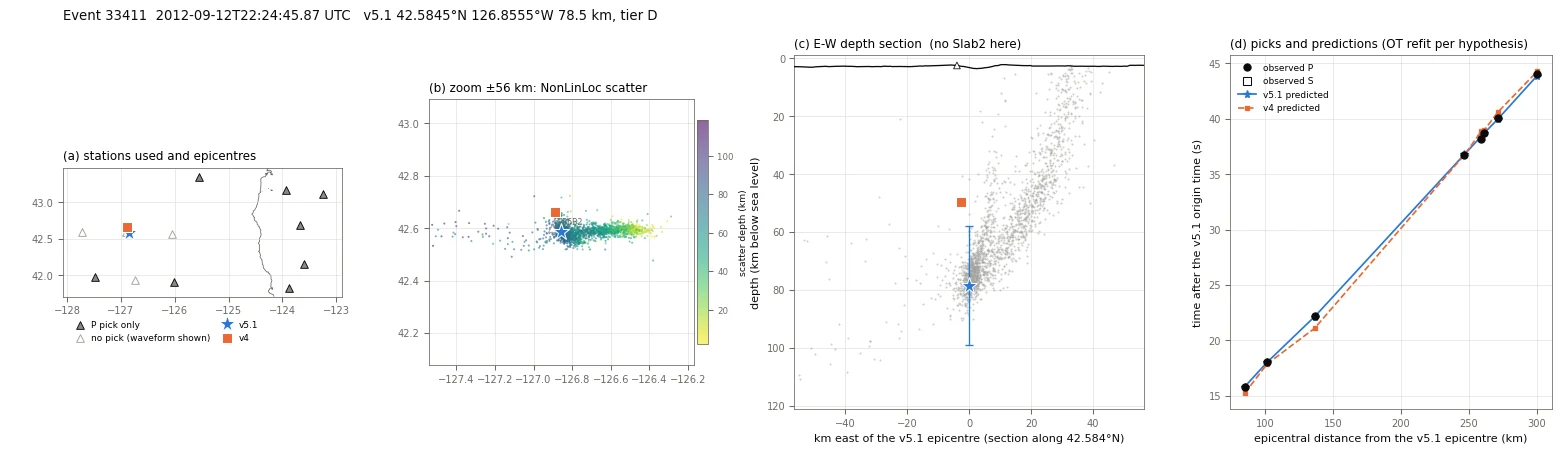 Event 33411  2012-09-12T22:24:45.87 UTC   v5.1 42.5845°N 126.8555°W 78.5 km, tier D
(a) stations used and epicentres
43.0
42.5
42.0
−128
−127
−126
−125
−124
−123
P pick only
no pick (waveform shown)
v5.1
v4
(b) zoom ±56 km: NonLinLoc scatter
43.0
42.8
42.6
42.4
42.2
−127.4
−127.2
−127.0
−126.8
−126.6
−126.4
−126.2
100
80
60
40
20
scatter depth (km)
(c) E-W depth section  (no Slab2 here)
0
20
40
60
80
100
120
depth (km below sea level)
−40
−20
0
20
40
km east of the v5.1 epicentre (section along 42.584°N)
(d) picks and predictions (OT refit per hypothesis)
observed P
observed S
v5.1 predicted
v4 predicted
45
40
35
30
25
20
15
time after the v5.1 origin time (s)
100
150
200
250
300
epicentral distance from the v5.1 epicentre (km)